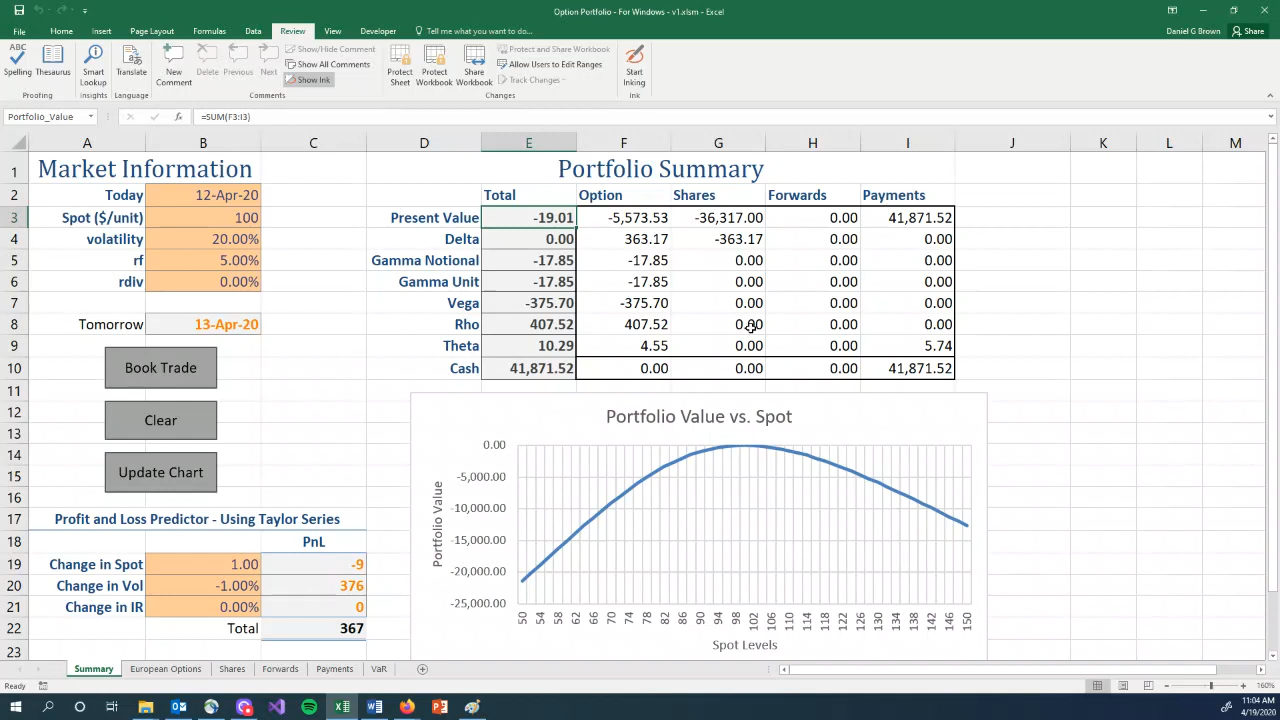 Option Portfolio - For Windows - v1.xlsm - Excel
File Home Insert Page Layout Formulas Data Review View Developer Tell me what you want to do... Daniel G Brown Share
ABC
Spelling Thesaurus Smart Lookup Translate New Comment Delete Previous Next
Show/Hide Comment
Show All Comments
Show Ink
Protect Sheet Protect Workbook Share Workbook
Protect and Share Workbook
Allow Users to Edit Ranges
Track Changes
Start Inking
Proofing Insights Language Comments Changes Ink
Portfolio_Value fx =SUM(F3:I3)
A B C D E F G H I J K L M
1 Market Information Portfolio Summary
2 Today 12-Apr-20 Total Option Shares Forwards Payments
3 Spot ($/unit) 100 Present Value -19.01 -5,573.53 -36,317.00 0.00 41,871.52
4 volatility 20.00% Delta 0.00 363.17 -363.17 0.00 0.00
5 rf 5.00% Gamma Notional -17.85 -17.85 0.00 0.00 0.00
6 rdiv 0.00% Gamma Unit -17.85 -17.85 0.00 0.00 0.00
7 Vega -375.70 -375.70 0.00 0.00 0.00
8 Tomorrow 13-Apr-20 Rho 407.52 407.52 0.00 0.00 0.00
9 Theta 10.29 4.55 0.00 0.00 5.74
10 Cash 41,871.52 0.00 0.00 0.00 41,871.52
11
12
13
14
15
16
Book Trade
Clear
Update Chart
Portfolio Value vs. Spot
Portfolio Value
0.00
-5,000.00
-10,000.00
-15,000.00
-20,000.00
-25,000.00
50 54 58 62 66 70 74 78 82 86 90 94 98 102 106 110 114 118 122 126 130 134 138 142 146 150
Spot Levels
17 Profit and Loss Predictor - Using Taylor Series
18 PnL
19 Change in Spot 1.00 -9
20 Change in Vol -1.00% 376
21 Change in IR 0.00% 0
22 Total 367
23
Summary European Options Shares Forwards Payments VaR
Ready 160%
11:04 AM
4/19/2020